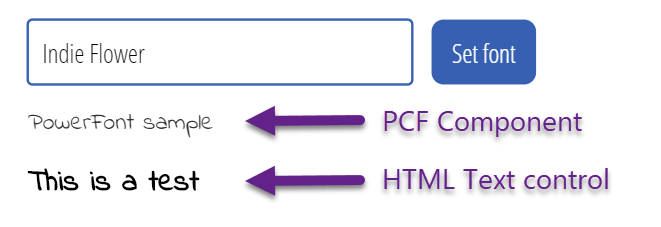 Indie Flower
Set font
PowerFont sample
PCF Component
This is a test
HTML Text control